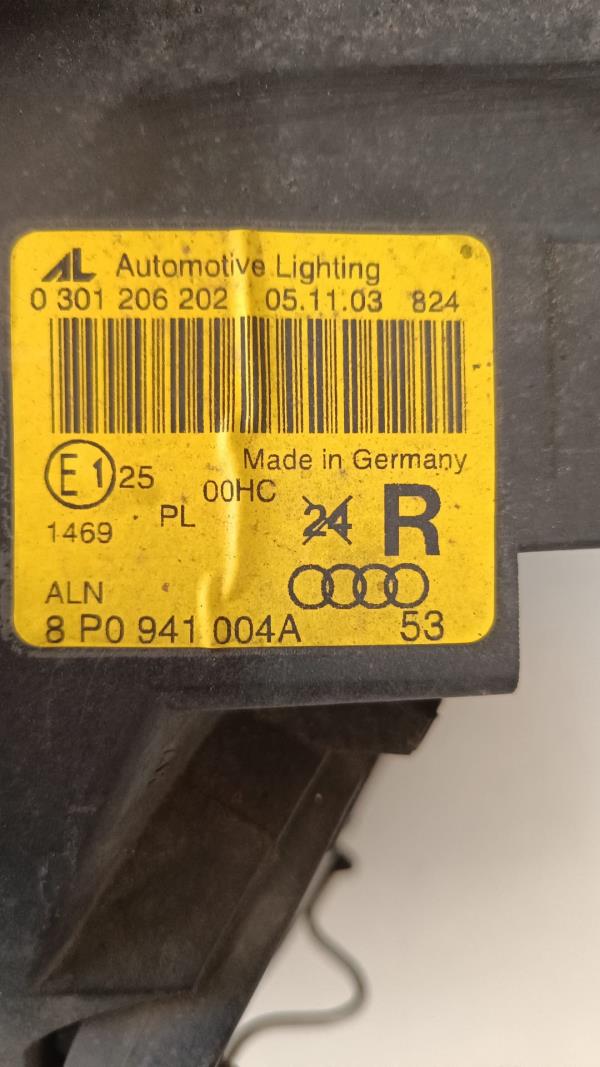 AL Automotive Lighting
0 301 206 202 05.11.03 824
Made in Germany
E1 25 00HC
1469 PL 24 R
ALN
8 P0 941 004A 53